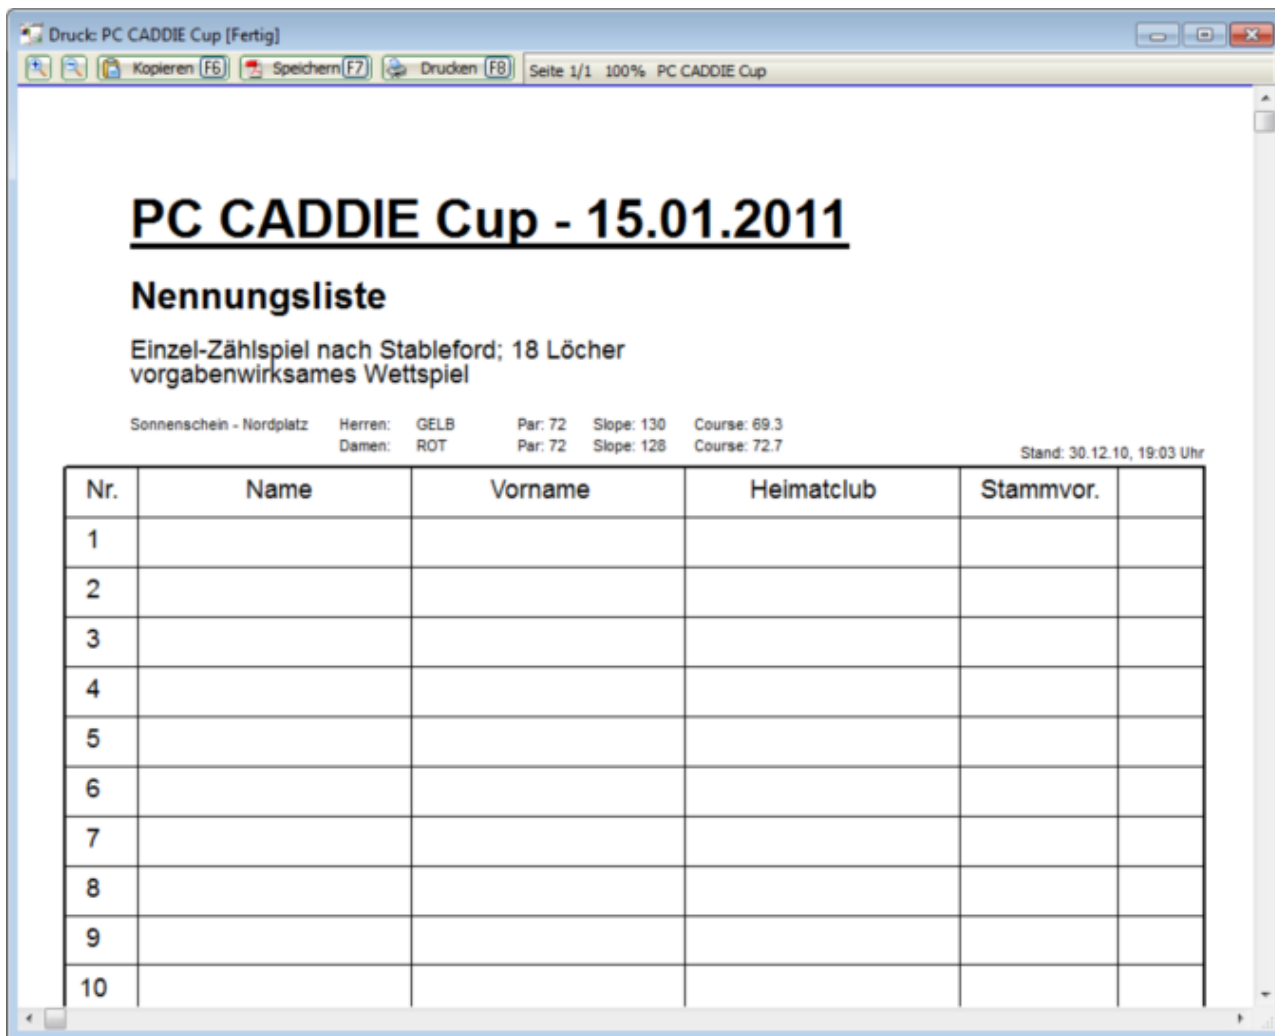 Druck: PC CADDIE Cup [Fertig]
Kopieren F6 Speichern F7 Drucken F8 Seite 1/1 100% PC CADDIE Cup
PC CADDIE Cup - 15.01.2011
Nennungsliste
Einzel-Zählspiel nach Stableford; 18 Löcher
vorgabenwirksames Wettspiel
Sonnenschein - Nordplatz Herren: GELB Par: 72 Slope: 130 Course: 69.3
Damen: ROT Par: 72 Slope: 128 Course: 72.7
Stand: 30.12.10, 19:03 Uhr
Nr. Name Vorname Heimatclub Stammvor.
1
2
3
4
5
6
7
8
9
10